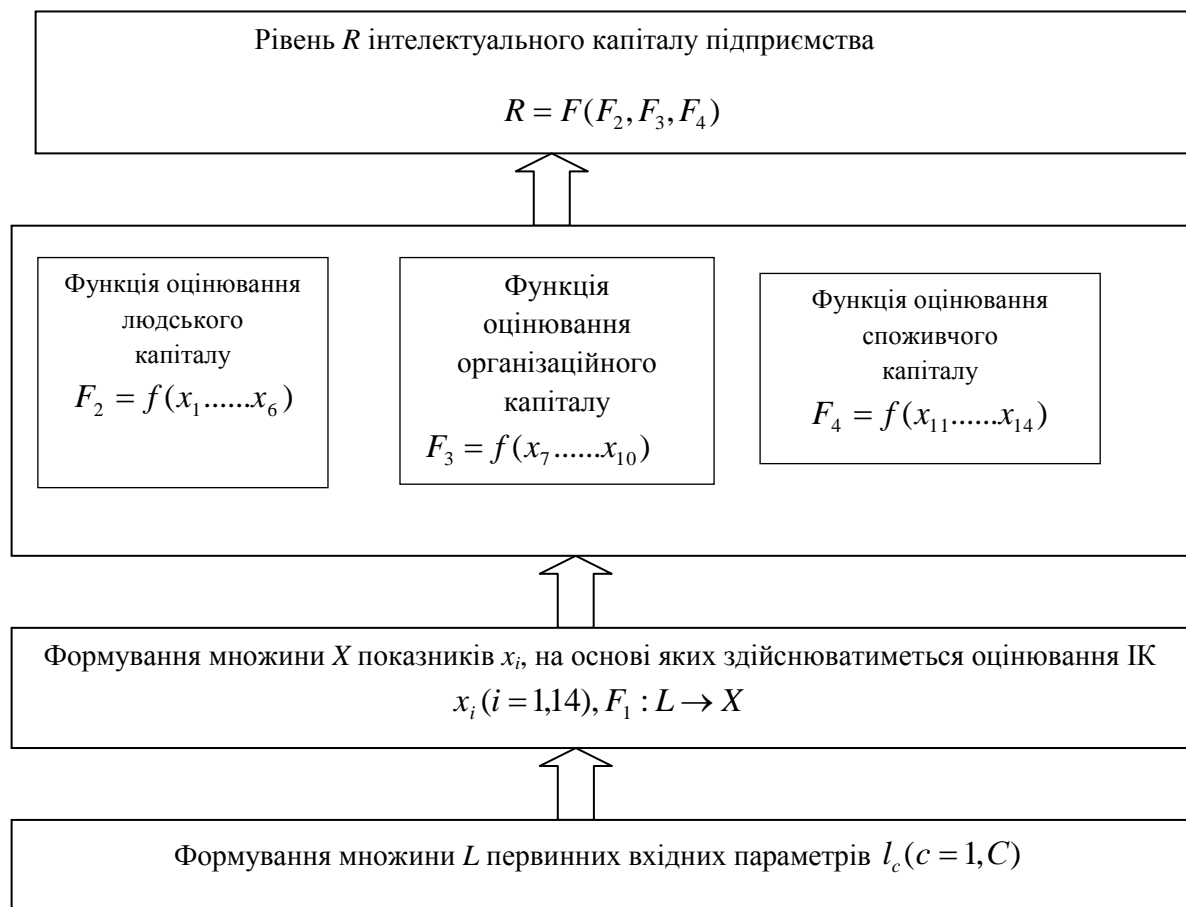 Рівень R інтелектуального капіталу підприємства
R = F(F₂, F₃, F₄)
Функція оцінювання
людського
капіталу
F₂ = f(x₁......x₆)
Функція
оцінювання
організаційного
капіталу
F₃ = f(x₇......x₁₀)
Функція оцінювання
споживчого
капіталу
F₄ = f(x₁₁......x₁₄)
Формування множини X показників xᵢ, на основі яких здійснюватиметься оцінювання ІК
xᵢ(i = 1,14), F₁ : L → X
Формування множини L первинних вхідних параметрів l_c(c = 1, C)